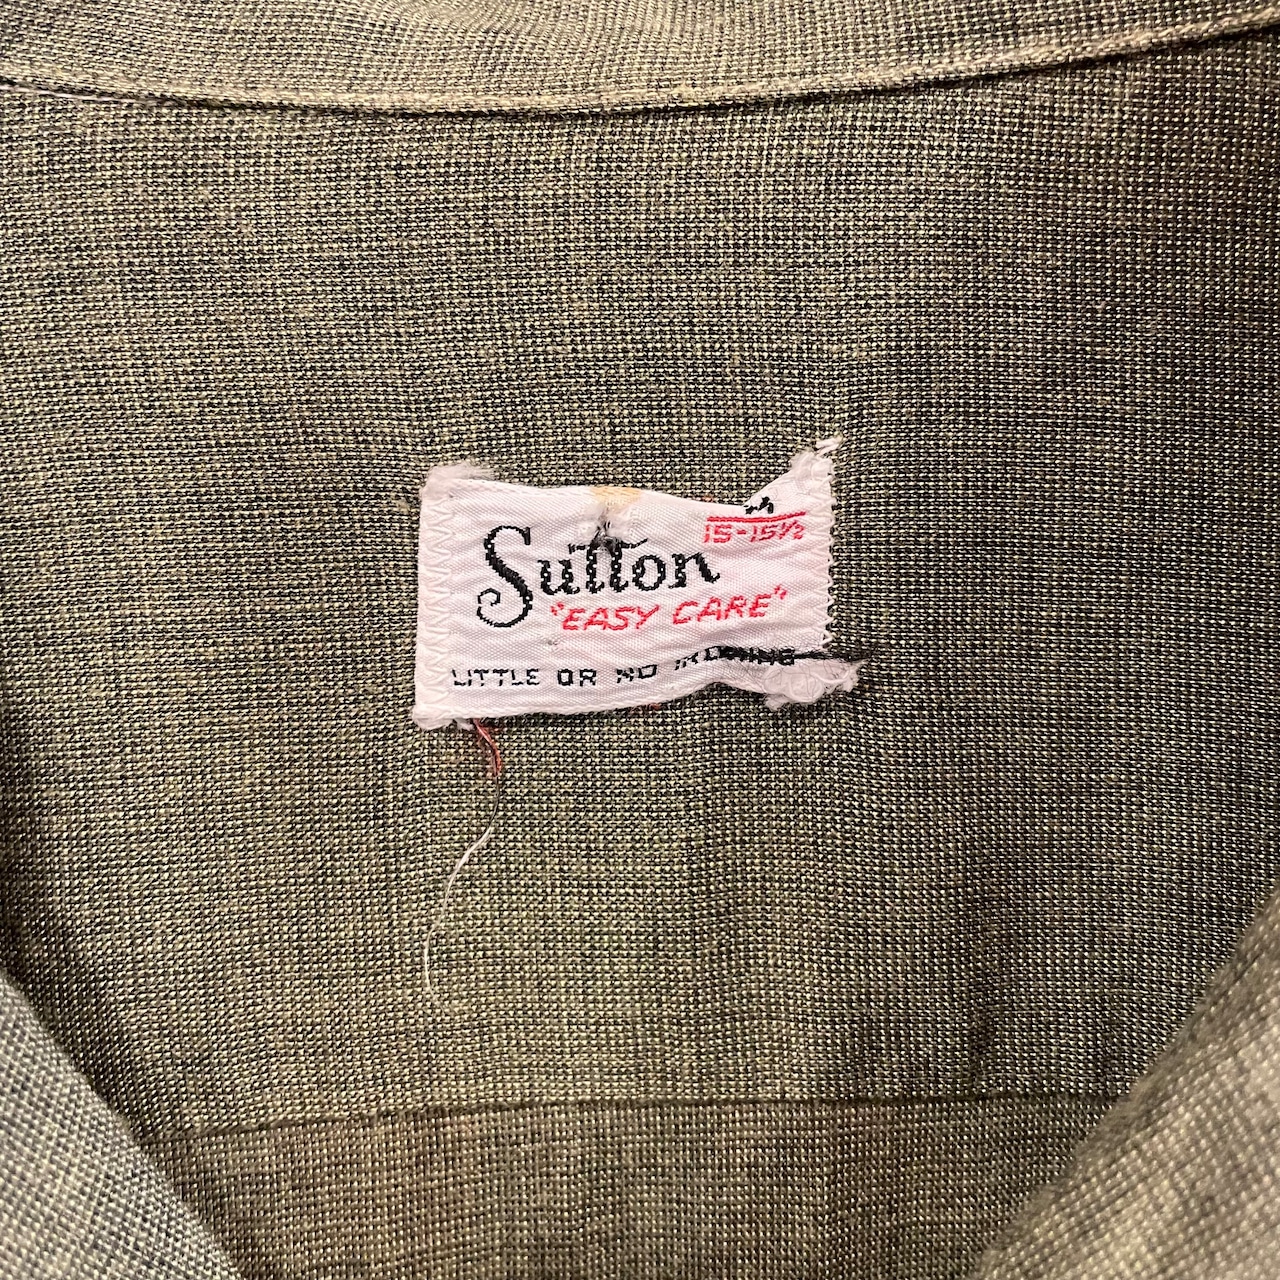 M
15-15½
Sutton
"EASY CARE"
LITTLE OR NO IRONING